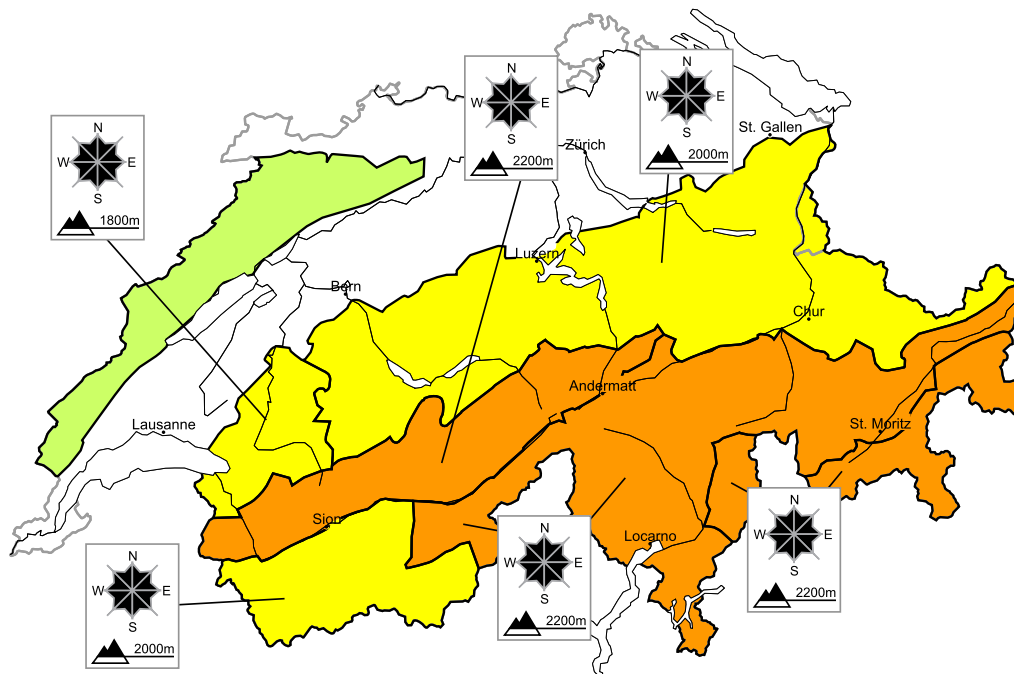 N
W E
S
2200m
N
W E
S
2000m
N
W E
S
1800m
St. Gallen
Zürich
Luzern
Bern
Chur
Andermatt
Lausanne
St. Moritz
Sion
Locarno
N
W E
S
2200m
N
W E
S
2200m
N
W E
S
2000m